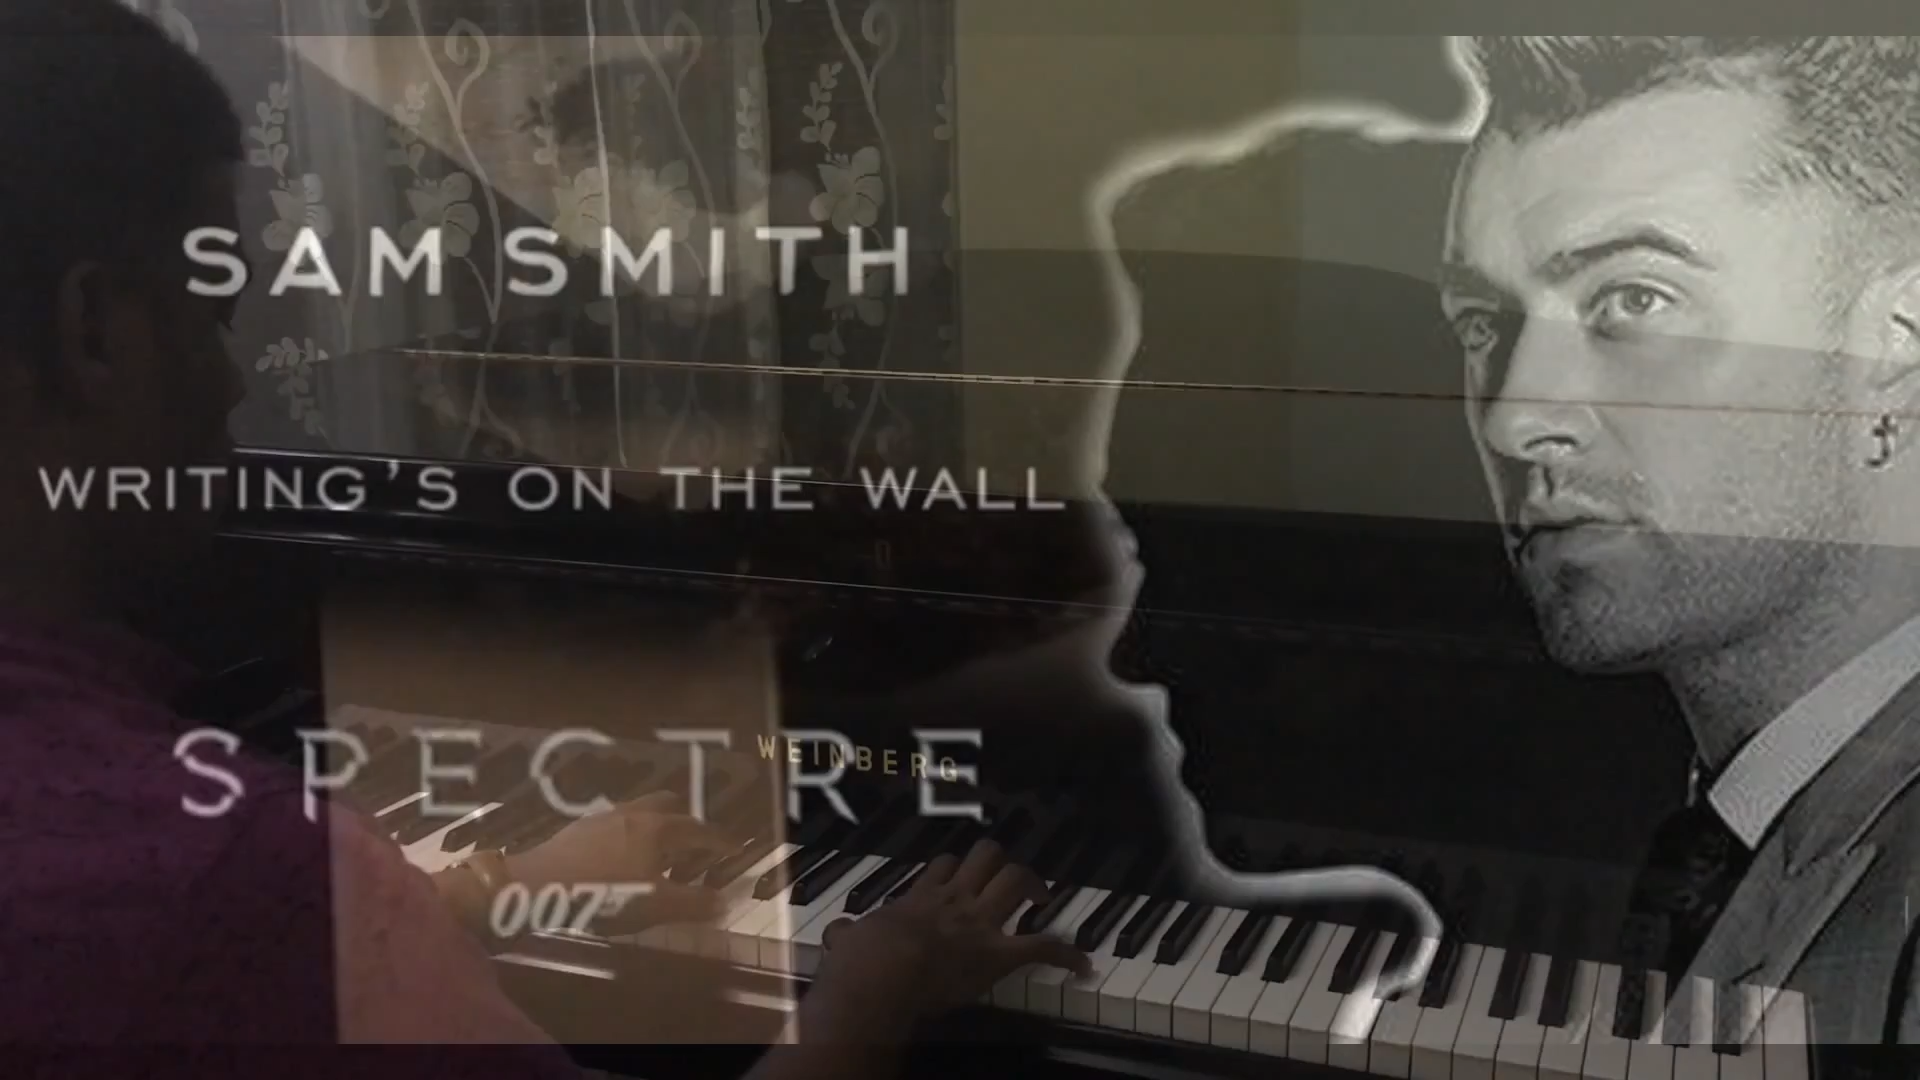 SAM SMITH
WRITING'S ON THE WALL
SPECTRE
WEINBERG
007